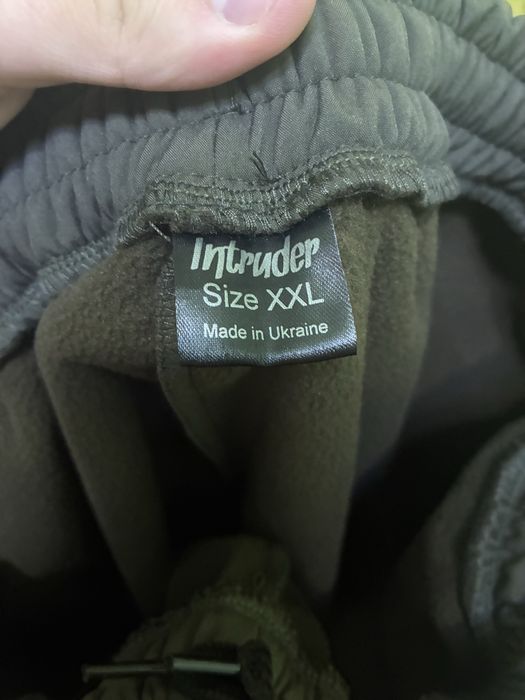 Intruder
Size XXL
Made in Ukraine